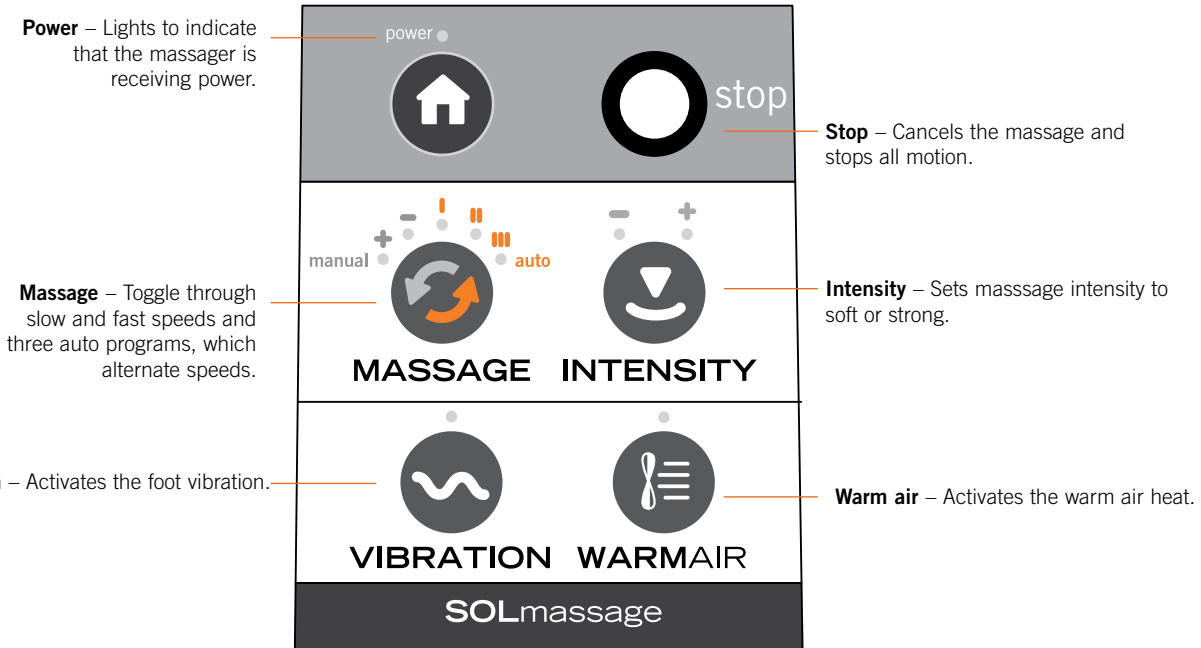 Power – Lights to indicate
that the massager is
receiving power.
power
stop
Stop – Cancels the massage and
stops all motion.
manual
auto
Massage – Toggle through
slow and fast speeds and
three auto programs, which
alternate speeds.
Intensity – Sets masssage intensity to
soft or strong.
MASSAGE INTENSITY
– Activates the foot vibration.
Warm air – Activates the warm air heat.
VIBRATION WARMAIR
SOLmassage